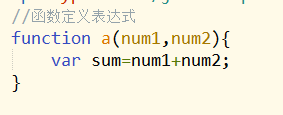 //函数定义表达式
function a(num1,num2){
    var sum=num1+num2;
}